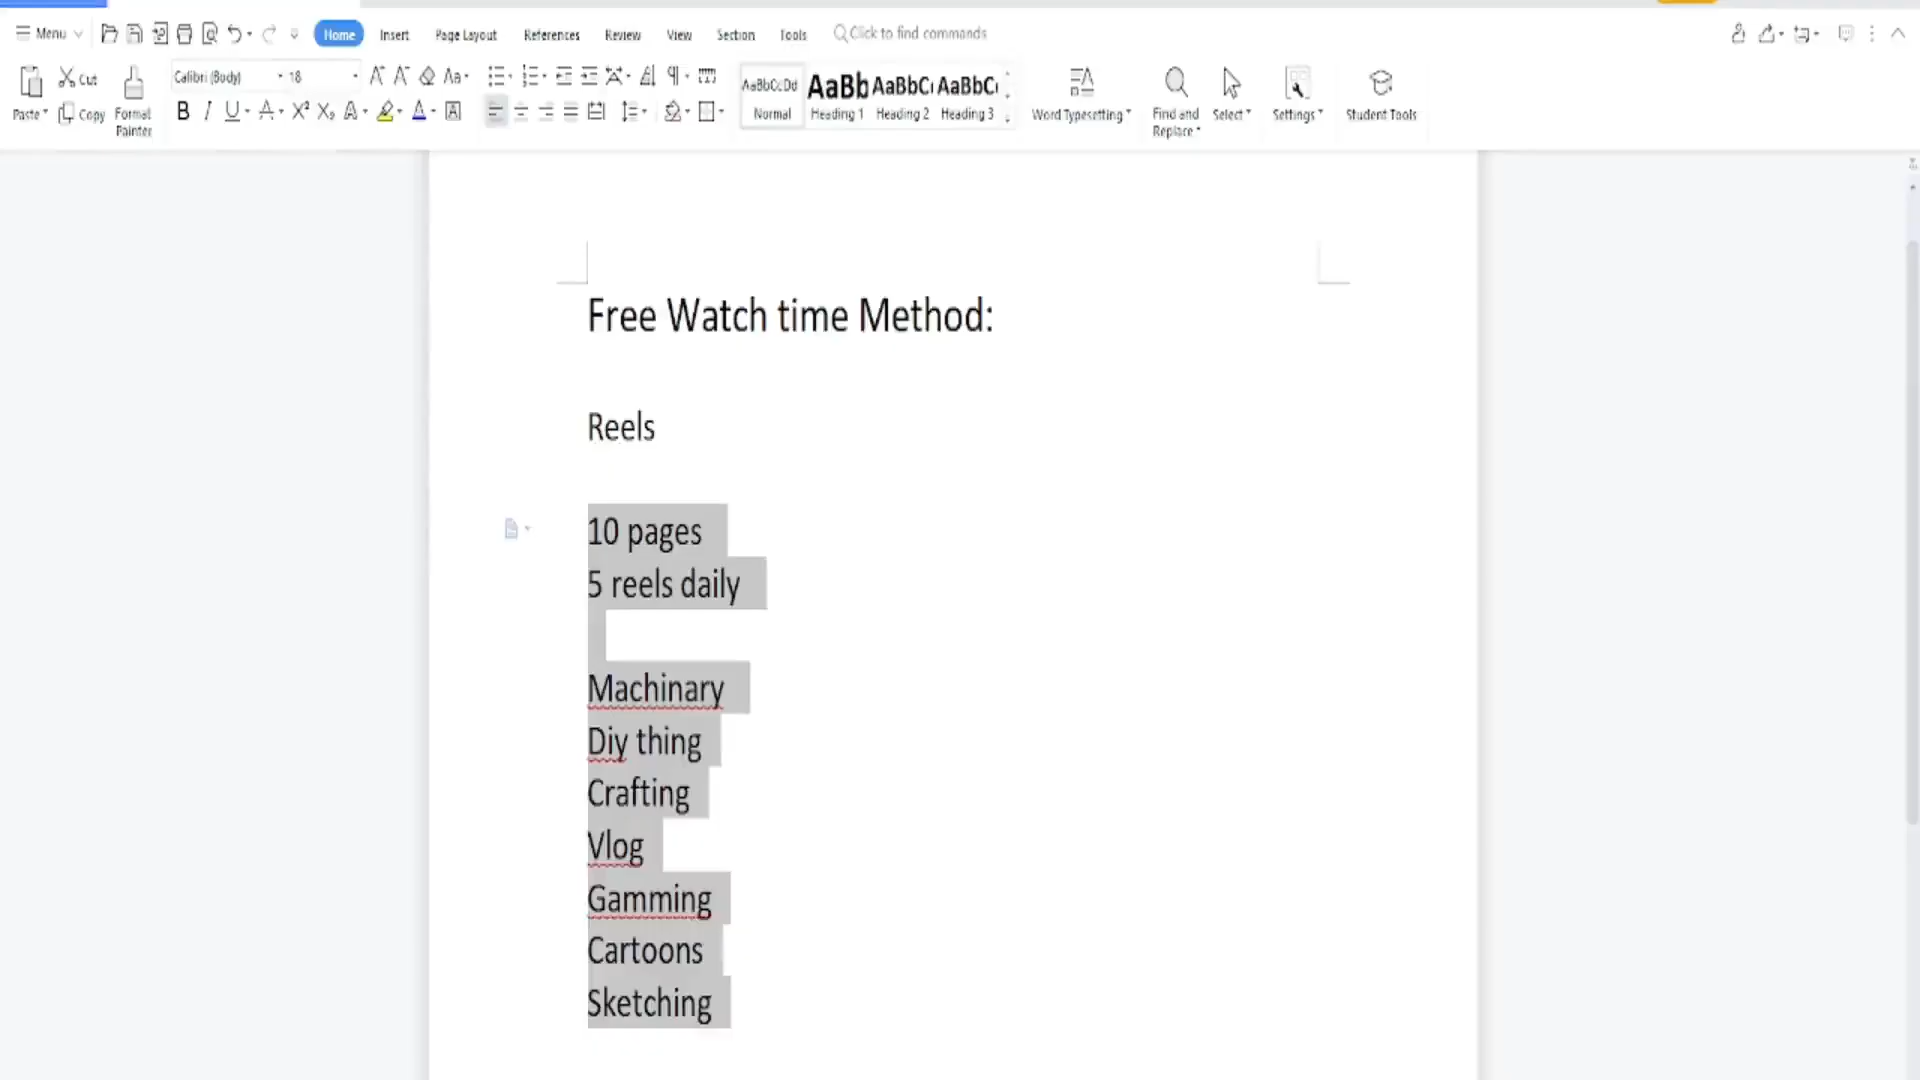 Menu Home Insert Page Layout References Review View Section Tools Click to find commands
Paste Cut Copy Format Painter
Calibri (Body) 18
AaBbCcDd AaBb AaBbC AaBbC
Normal Heading 1 Heading 2 Heading 3
Word Typesetting Find and Replace Select Settings Student Tools
Free Watch time Method:
Reels
10 pages
5 reels daily
Machinary
Diy thing
Crafting
Vlog
Gamming
Cartoons
Sketching